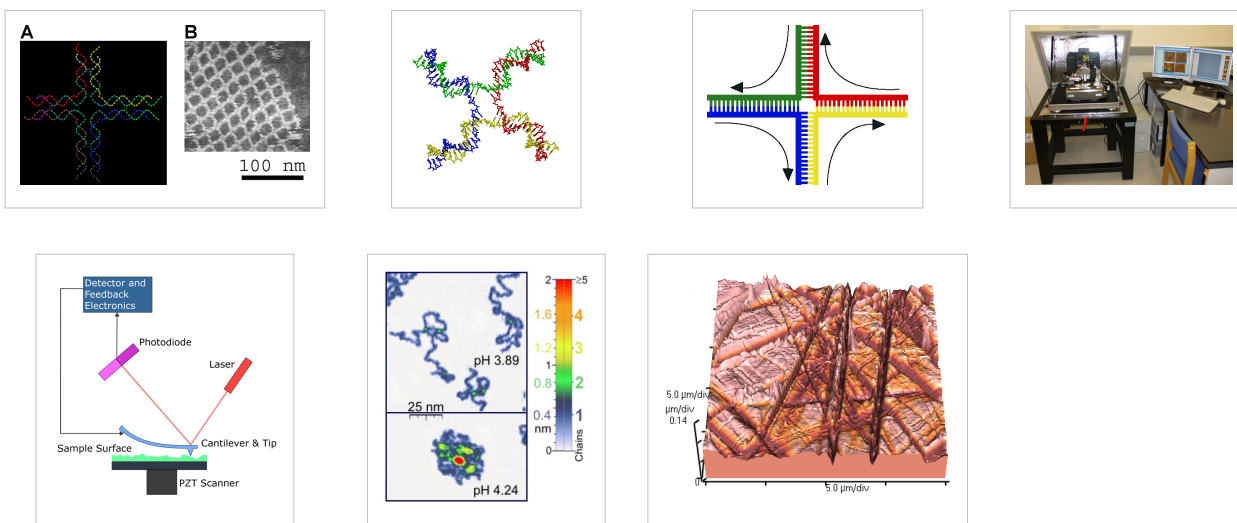 A
B
100 nm
Detector and
Feedback
Electronics
Photodiode
Laser
Sample Surface
Cantilever & Tip
PZT Scanner
pH 3.89
25 nm
pH 4.24
2
≥5
1.6
4
1.2
3
1
0.8
2
0.4
1
nm
0
Chains
5.0 µm/div
µm/div
0.14
0
5.0 µm/div